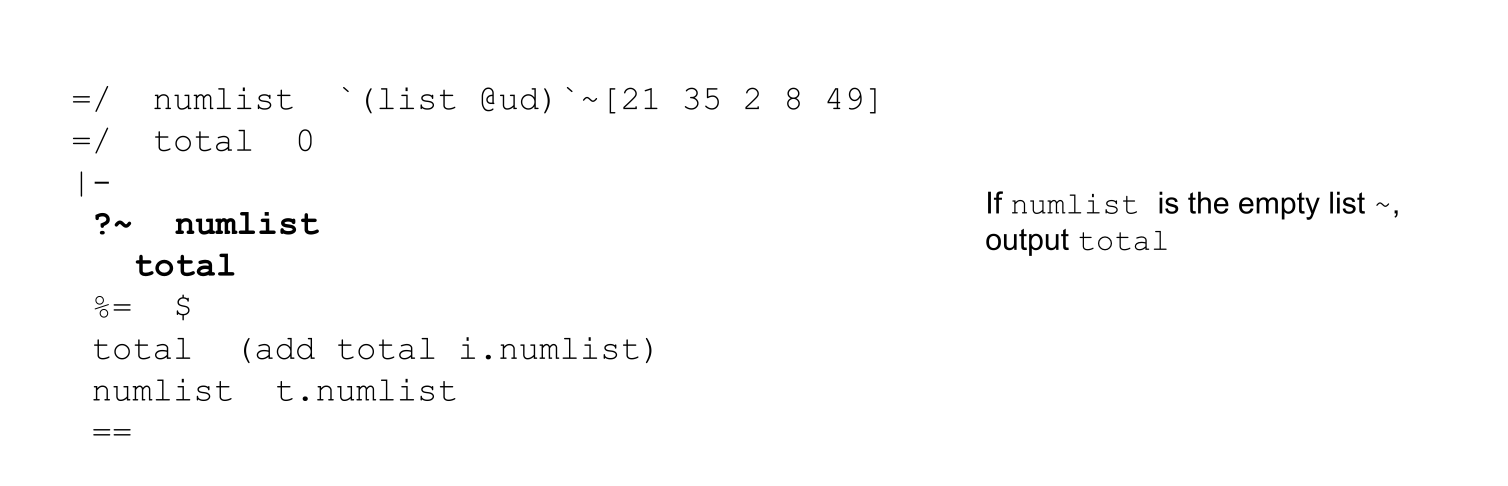 =/  numlist  `(list @ud)`~[21 35 2 8 49]
=/  total  0
|-
?~  numlist
total
%=  $
total  (add total i.numlist)
numlist  t.numlist
==
If numlist is the empty list ~,
output total